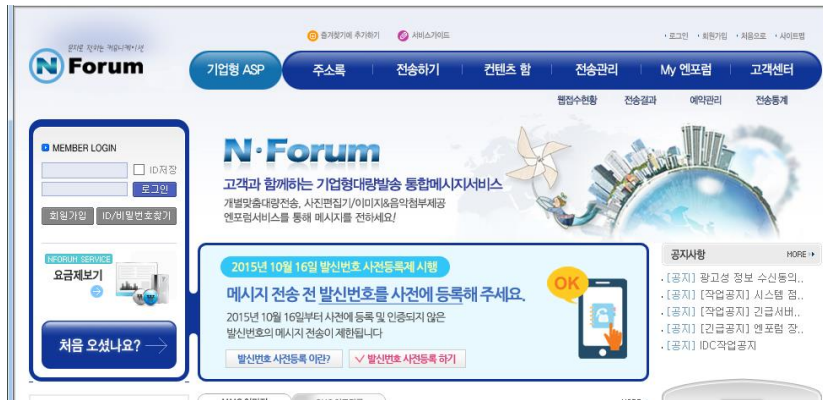 즐겨찾기에 추가하기 서비스가이드
로그인 회원가입 처음으로 사이트맵
문자로 전하는 커뮤니케이션
N Forum
기업형 ASP 주소록 전송하기 컨텐츠 함 전송관리 My 엔포럼 고객센터
웹접수현황 전송결과 예약관리 전송통계
MEMBER LOGIN
ID저장
로그인
회원가입 ID/비밀번호찾기
NFORUM SERVICE
요금제보기
처음 오셨나요?
N·Forum
고객과 함께하는 기업형대량발송 통합메시지서비스
개별맞춤대량전송, 사진편집기/이미지&음악첨부제공
엔포럼서비스를 통해 메시지를 전하세요!
2015년 10월 16일 발신번호 사전등록제 시행
메시지 전송 전 발신번호를 사전에 등록해 주세요.
2015년 10월 16일부터 사전에 등록 및 인증되지 않은
발신번호의 메시지 전송이 제한됩니다
발신번호 사전등록 이란? 발신번호 사전등록 하기
OK
공지사항 MORE
[공지] 광고성 정보 수신동의..
[공지] [작업공지] 시스템 점..
[공지] [작업공지] 긴급서버..
[공지] [긴급공지] 엔포럼 장..
[공지] IDC작업공지